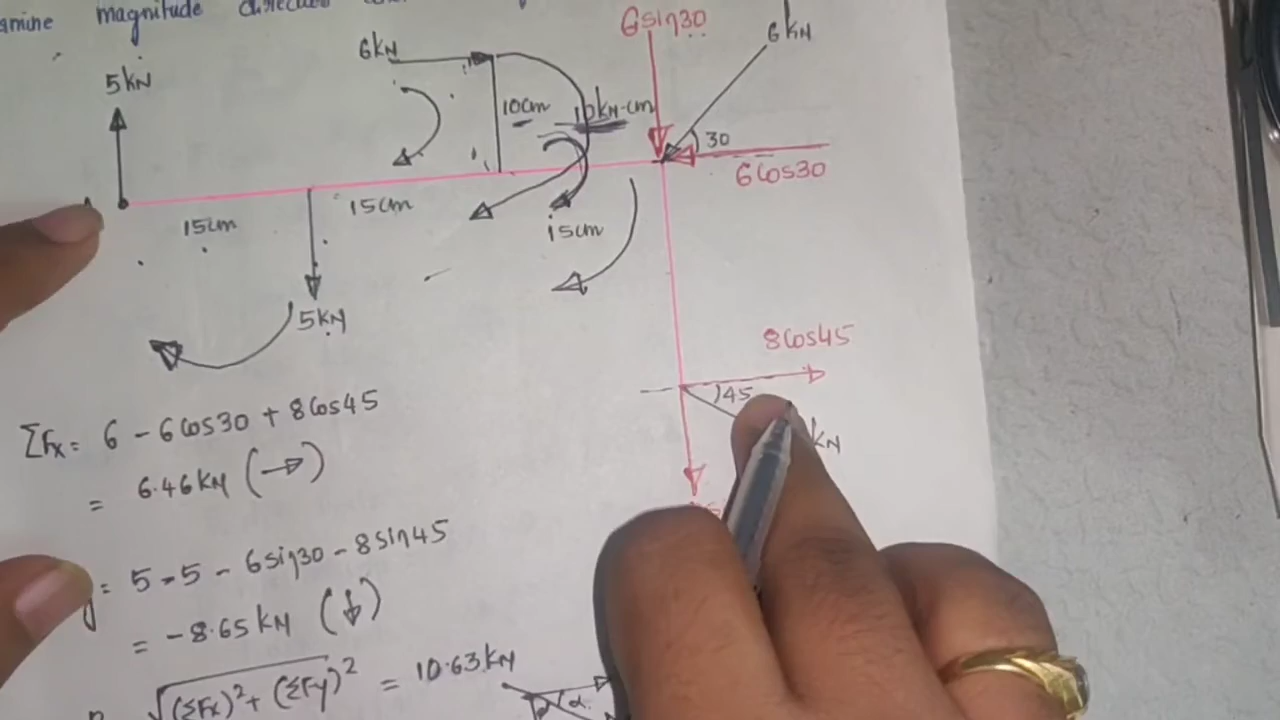 magnitude
6sin30
6kN
6kN
5kN
10cm
10kN-cm
30
6Cos30
15cm
15cm
15cm
5kN
8Cos45
45
kN
ΣFx = 6 - 6Cos30 + 8Cos45
= 6.46kN (→)
= 5-5 - 6sin30 - 8sin45
= -8.65kN (↓)
√(ΣFx)² + (ΣFy)² = 10.63kN
α